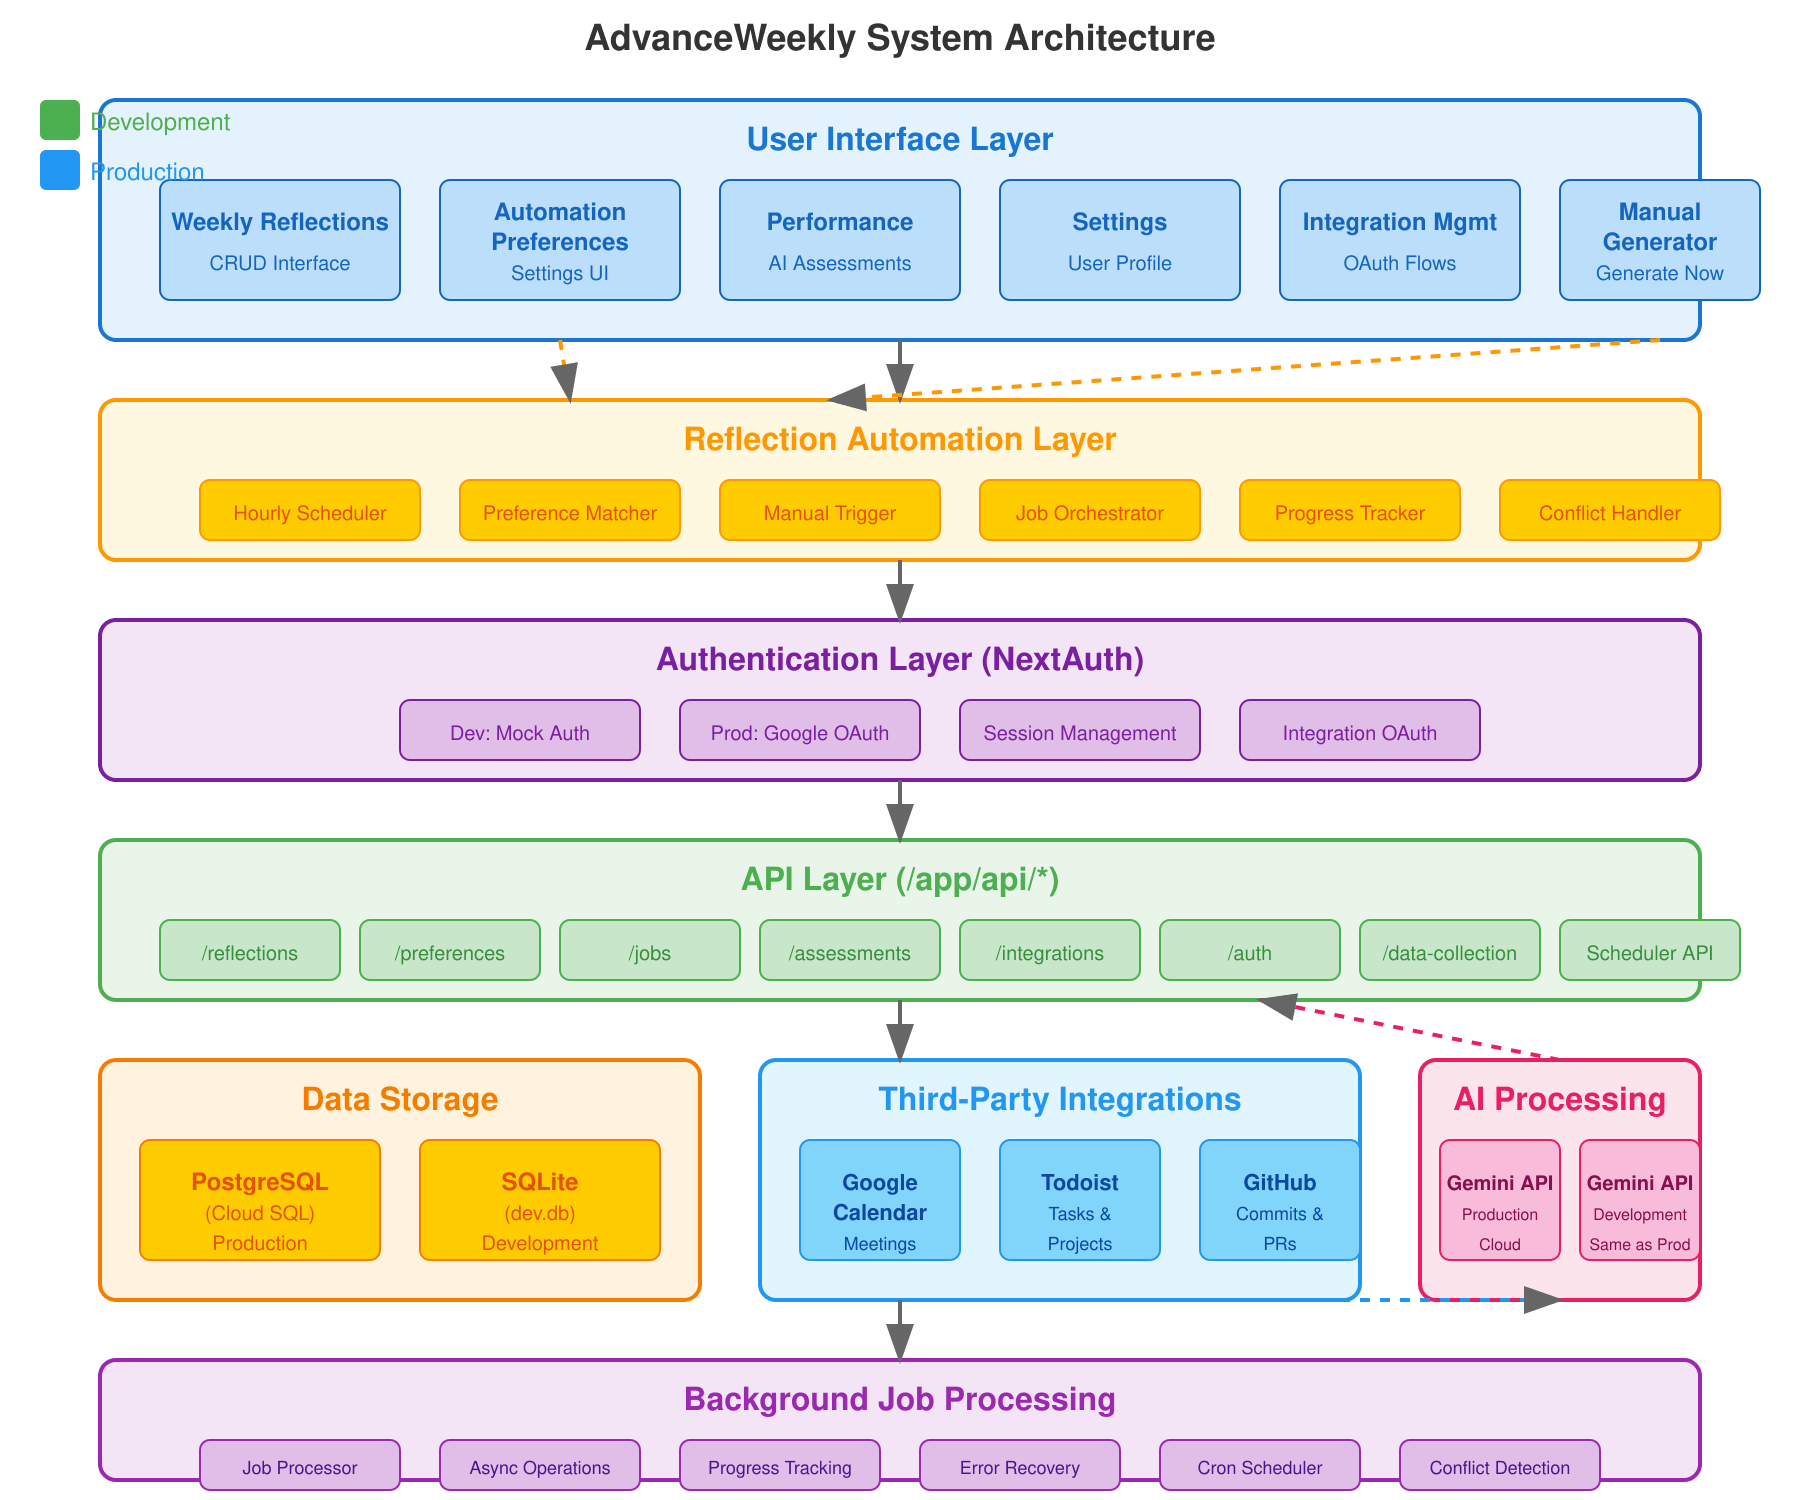 AdvanceWeekly System Architecture
Development
Production
User Interface Layer
Weekly Reflections
CRUD Interface
Automation
Preferences
Settings UI
Performance
AI Assessments
Settings
User Profile
Integration Mgmt
OAuth Flows
Manual
Generator
Generate Now
Reflection Automation Layer
Hourly Scheduler
Preference Matcher
Manual Trigger
Job Orchestrator
Progress Tracker
Conflict Handler
Authentication Layer (NextAuth)
Dev: Mock Auth
Prod: Google OAuth
Session Management
Integration OAuth
API Layer (/app/api/*)
/reflections
/preferences
/jobs
/assessments
/integrations
/auth
/data-collection
Scheduler API
Data Storage
PostgreSQL
(Cloud SQL)
Production
SQLite
(dev.db)
Development
Third-Party Integrations
Google
Calendar
Meetings
Todoist
Tasks &
Projects
GitHub
Commits &
PRs
AI Processing
Gemini API
Production
Cloud
Gemini API
Development
Same as Prod
Background Job Processing
Job Processor
Async Operations
Progress Tracking
Error Recovery
Cron Scheduler
Conflict Detection